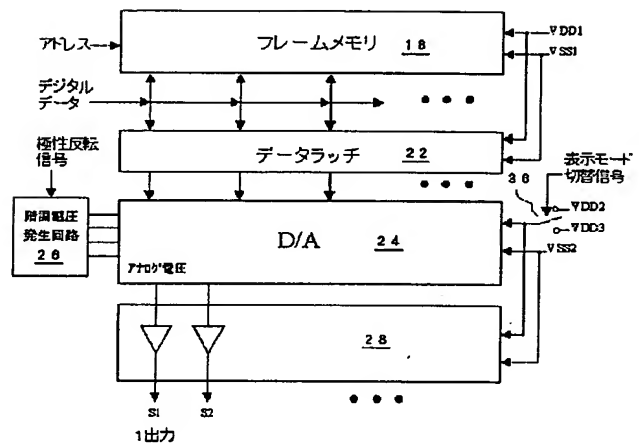 アドレス
フレームメモリ 18
VDD1
VSS1
デジタル
データ
極性反転
信号
データラッチ 22
36
表示モード
切替信号
階調電圧
発生回路
26
D/A 24
アナログ電圧
VDD2
VDD3
VSS2
28
S1
S2
1出力